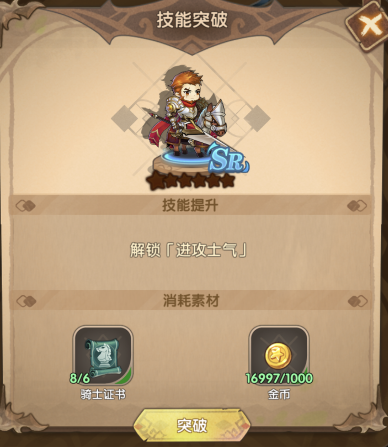 技能突破
SR
技能提升
解锁「进攻士气」
消耗素材
8/6
16997/1000
骑士证书
金币
突破